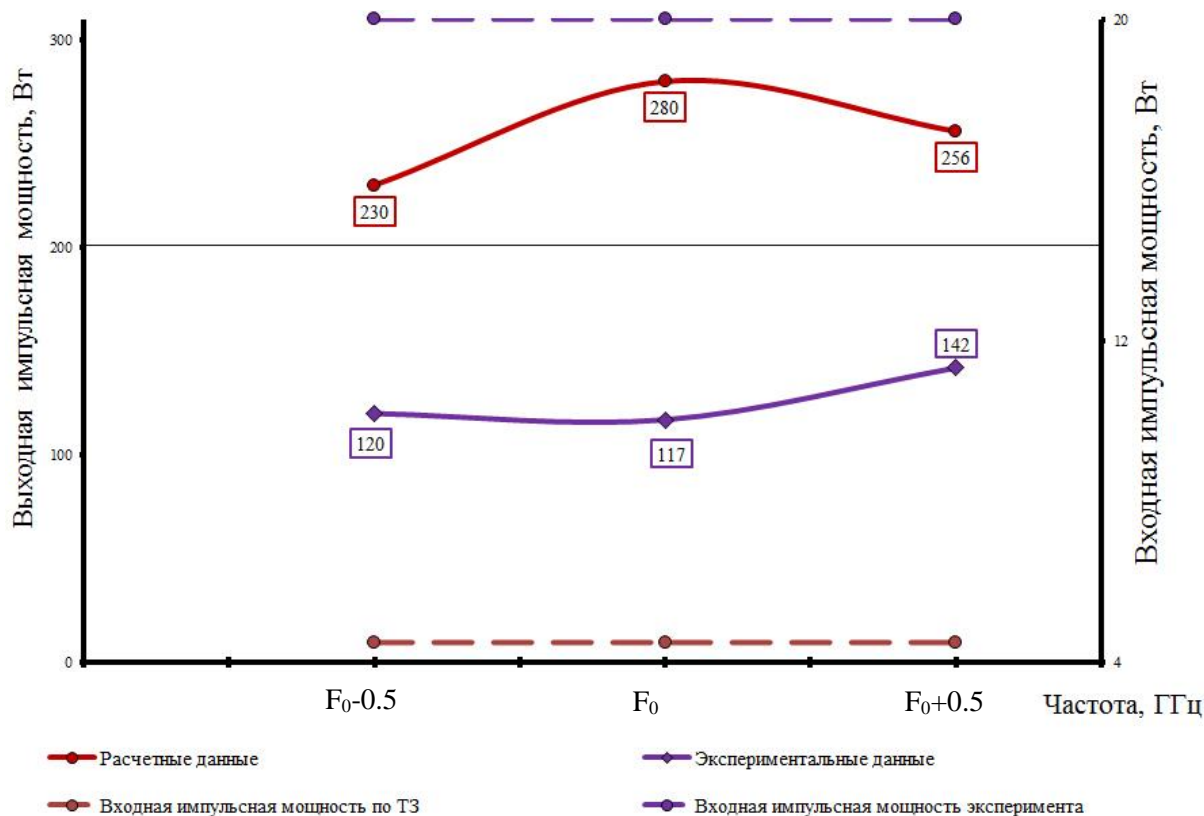 Выходная импульсная мощность, Вт
300
200
100
0
20
12
4
Входная импульсная мощность, Вт
230
280
256
120
117
142
F₀-0.5
F₀
F₀+0.5
Частота, ГГц
Расчетные данные
Экспериментальные данные
Входная импульсная мощность по ТЗ
Входная импульсная мощность эксперимента